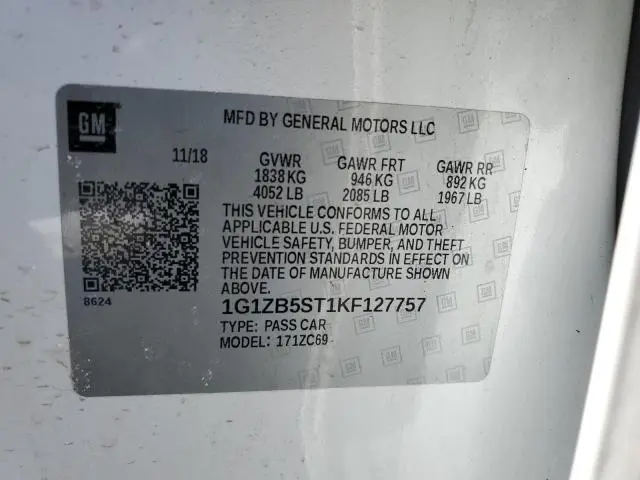 GM
MFD BY GENERAL MOTORS LLC
11/18
GVWR GAWR FRT GAWR RR
1838 KG 946 KG 892 KG
4052 LB 2085 LB 1967 LB
THIS VEHICLE CONFORMS TO ALL
APPLICABLE U.S. FEDERAL MOTOR
VEHICLE SAFETY, BUMPER, AND THEFT
PREVENTION STANDARDS IN EFFECT ON
THE DATE OF MANUFACTURE SHOWN
ABOVE.
8624
1G1ZB5ST1KF127757
TYPE: PASS CAR
MODEL: 171ZC69